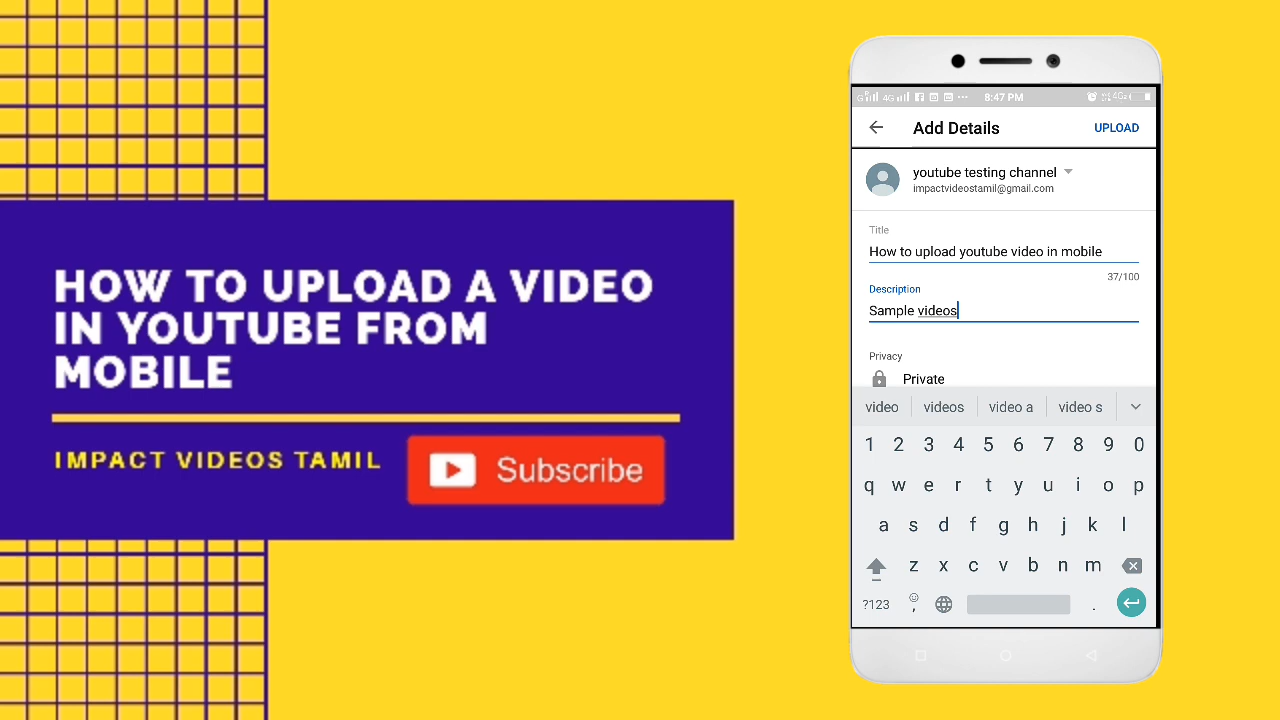 HOW TO UPLOAD A VIDEO
IN YOUTUBE FROM
MOBILE
IMPACT VIDEOS TAMIL
Subscribe
8:47 PM
Add Details
UPLOAD
youtube testing channel
impactvideostamil@gmail.com
Title
How to upload youtube video in mobile
37/100
Description
Sample videos
Privacy
Private
video videos video a video s
1 2 3 4 5 6 7 8 9 0
q w e r t y u i o p
a s d f g h j k l
z x c v b n m
?123 , .